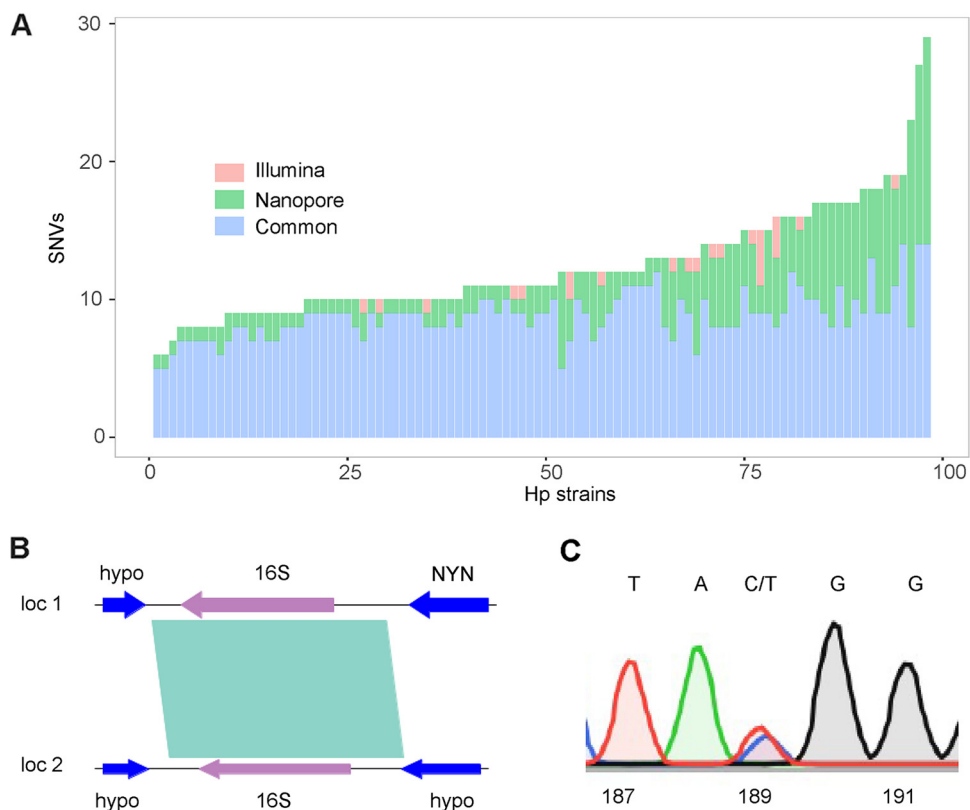 A
30
20
10
0
SNVs
Illumina
Nanopore
Common
0 25 50 75 100
Hp strains
B
hypo 16S NYN
loc 1
loc 2
hypo 16S hypo
C
T A C/T G G
187 189 191